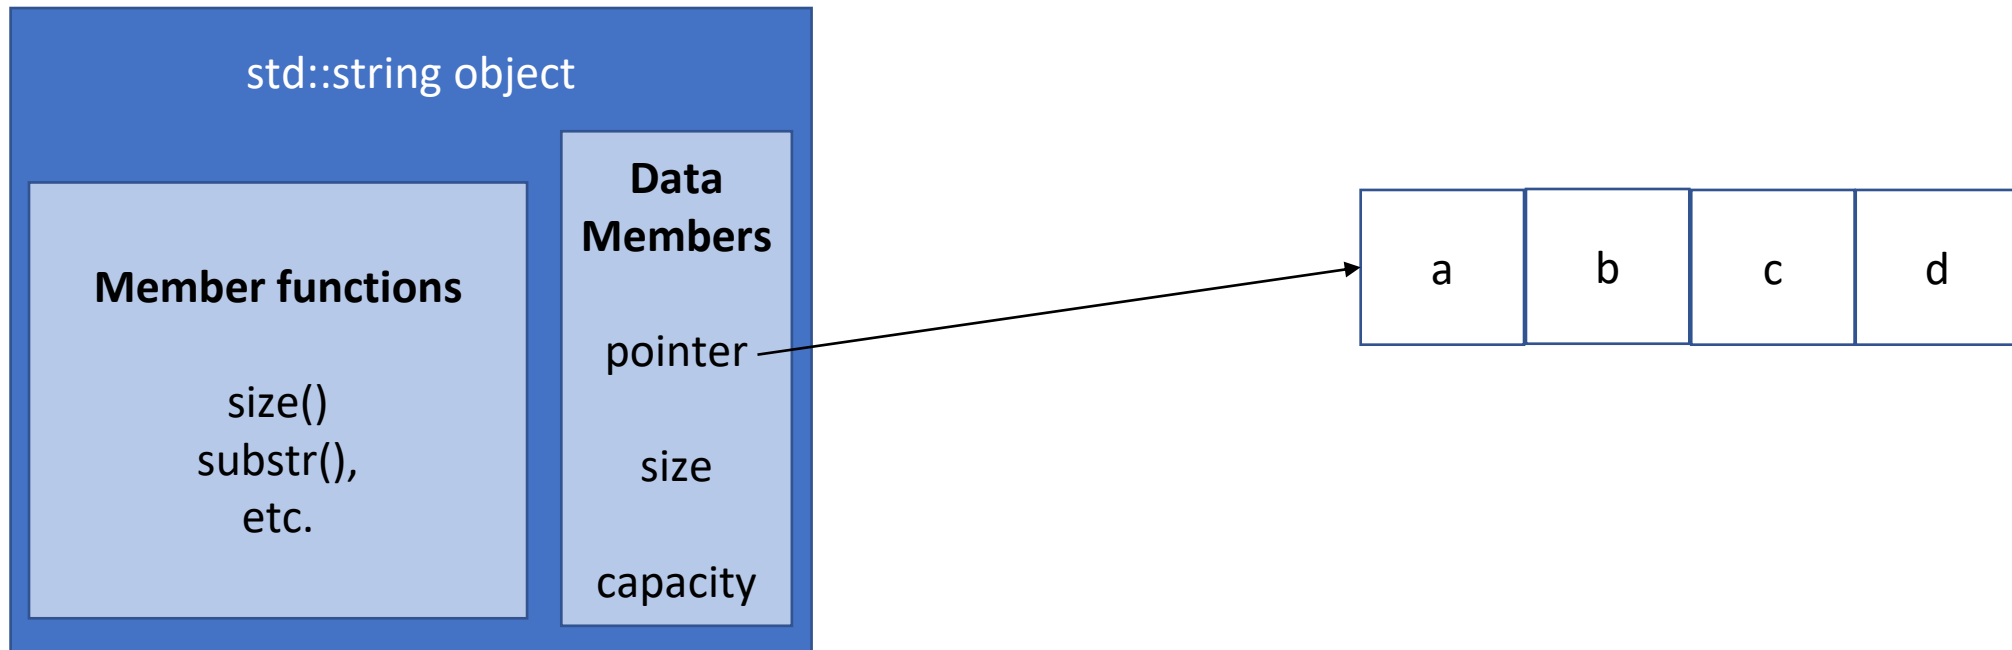 std::string object
Member functions
size()
substr(),
etc.
Data
Members
pointer
size
capacity
a b c d